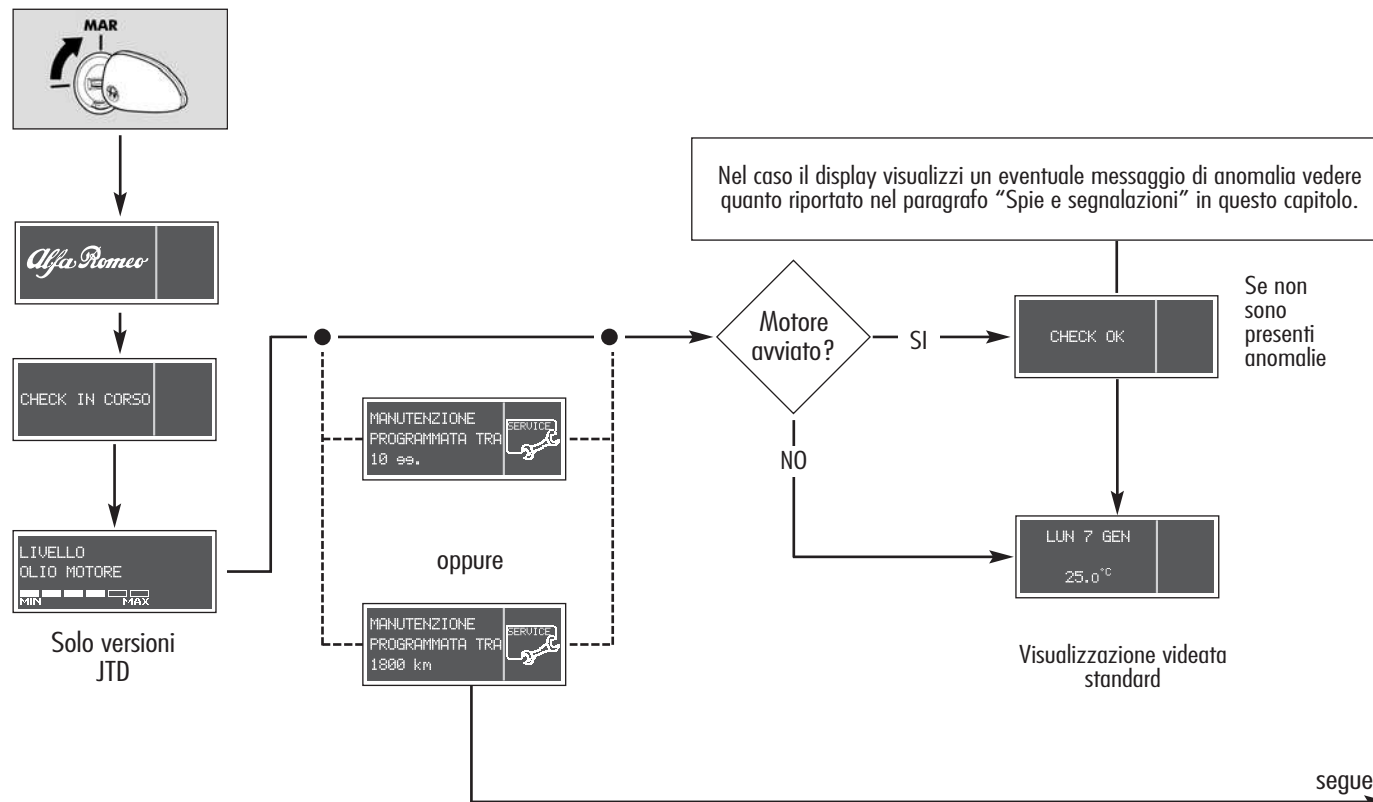 MAR
Alfa Romeo
CHECK IN CORSO
LIVELLO
OLIO MOTORE
MIN MAX
Solo versioni
JTD
MANUTENZIONE
PROGRAMMATA TRA
10 gg.
SERVICE
oppure
MANUTENZIONE
PROGRAMMATA TRA
1800 km
SERVICE
Nel caso il display visualizzi un eventuale messaggio di anomalia vedere
quanto riportato nel paragrafo “Spie e segnalazioni” in questo capitolo.
Motore
avviato?
SI
NO
CHECK OK
Se non
sono
presenti
anomalie
LUN 7 GEN
25.0°C
Visualizzazione videata
standard
segue